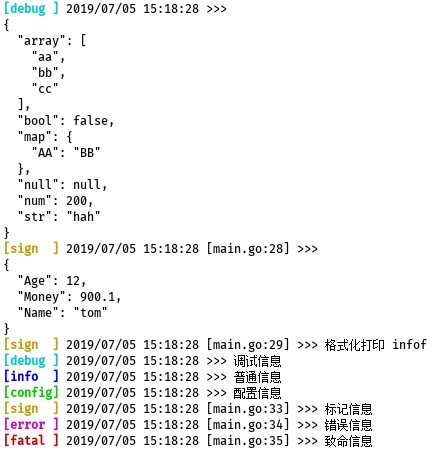 [debug ] 2019/07/05 15:18:28 >>>
{
  "array": [
    "aa",
    "bb",
    "cc"
  ],
  "bool": false,
  "map": {
    "AA": "BB"
  },
  "null": null,
  "num": 200,
  "str": "hah"
}
[sign  ] 2019/07/05 15:18:28 [main.go:28] >>>
{
  "Age": 12,
  "Money": 900.1,
  "Name": "tom"
}
[sign  ] 2019/07/05 15:18:28 [main.go:29] >>> 格式化打印 infof
[debug ] 2019/07/05 15:18:28 >>> 调试信息
[info  ] 2019/07/05 15:18:28 >>> 普通信息
[config] 2019/07/05 15:18:28 >>> 配置信息
[sign  ] 2019/07/05 15:18:28 [main.go:33] >>> 标记信息
[error ] 2019/07/05 15:18:28 [main.go:34] >>> 错误信息
[fatal ] 2019/07/05 15:18:28 [main.go:35] >>> 致命信息